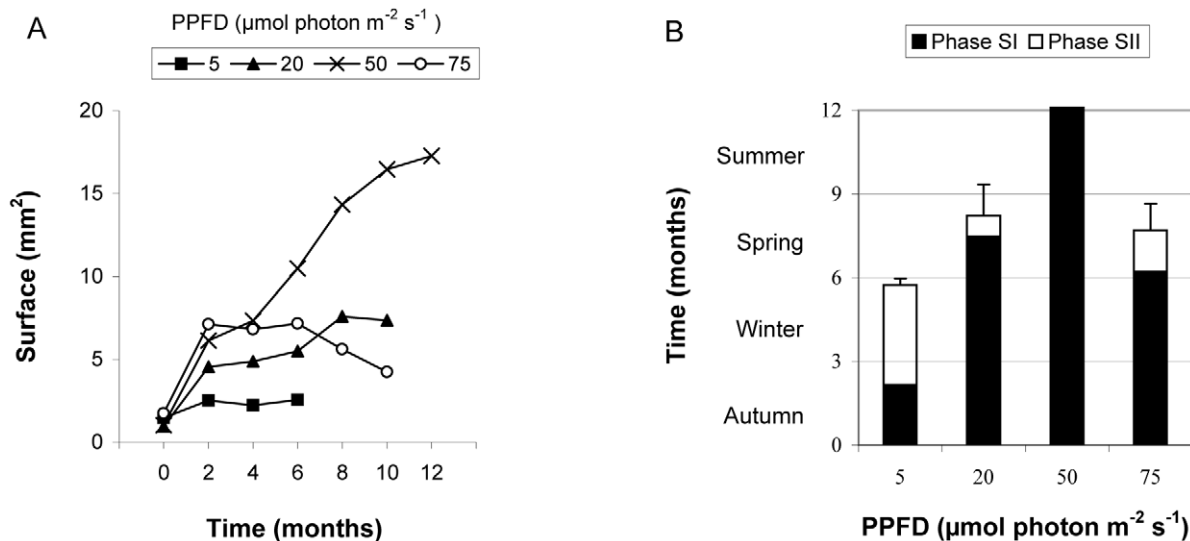 A
PPFD (µmol photon m⁻² s⁻¹ )
5 20 50 75
20
15
10
5
0
Surface (mm²)
0 2 4 6 8 10 12
Time (months)
B
Phase SI Phase SII
12
Summer
9
Spring
6
Winter
3
Autumn
0
Time (months)
5 20 50 75
PPFD (µmol photon m⁻² s⁻¹)